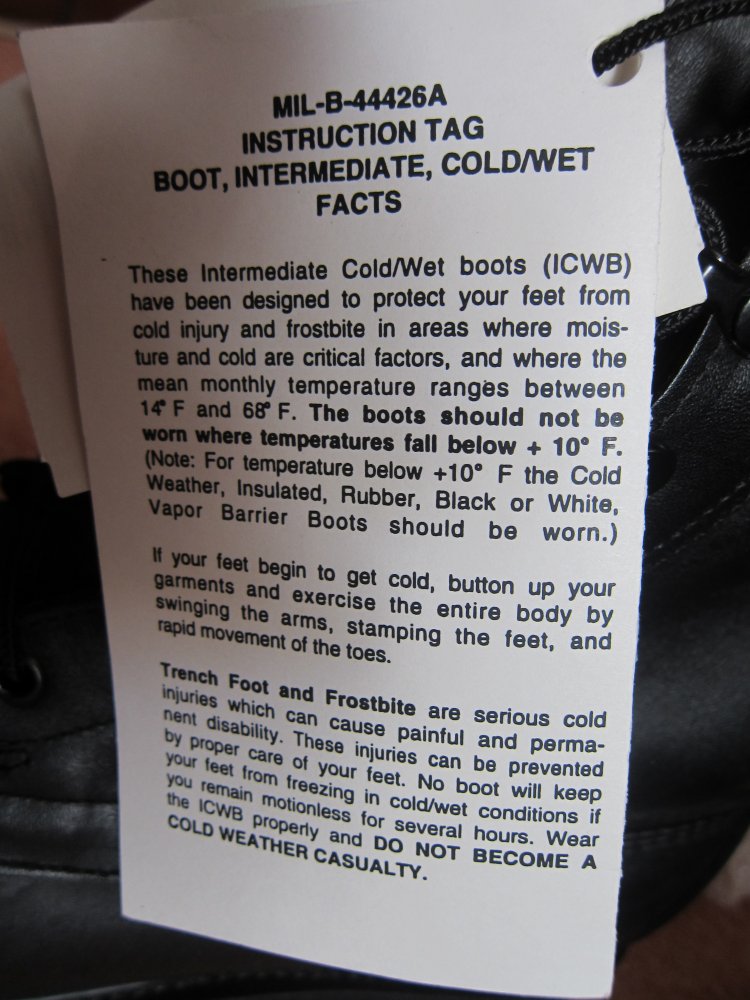 MIL-B-44426A
INSTRUCTION TAG
BOOT, INTERMEDIATE, COLD/WET
FACTS
These Intermediate Cold/Wet boots (ICWB)
have been designed to protect your feet from
cold injury and frostbite in areas where mois-
ture and cold are critical factors, and where the
mean monthly temperature ranges between
14° F and 68° F. The boots should not be
worn where temperatures fall below + 10° F.
(Note: For temperature below +10° F the Cold
Weather, Insulated, Rubber, Black or White,
Vapor Barrier Boots should be worn.)
If your feet begin to get cold, button up your
garments and exercise the entire body by
swinging the arms, stamping the feet, and
rapid movement of the toes.
Trench Foot and Frostbite are serious cold
injuries which can cause painful and perma-
nent disability. These injuries can be prevented
by proper care of your feet. No boot will keep
your feet from freezing in cold/wet conditions if
you remain motionless for several hours. Wear
the ICWB properly and DO NOT BECOME A
COLD WEATHER CASUALTY.